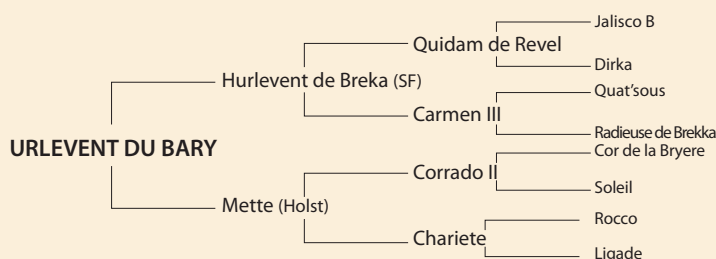 Jalisco B
Quidam de Revel
Dirka
Hurlevent de Breka (SF)
Quat'sous
Carmen III
Radieuse de Brekka
URLEVENT DU BARY
Cor de la Bryere
Corrado II
Soleil
Mette (Holst)
Rocco
Chariete
Ligade